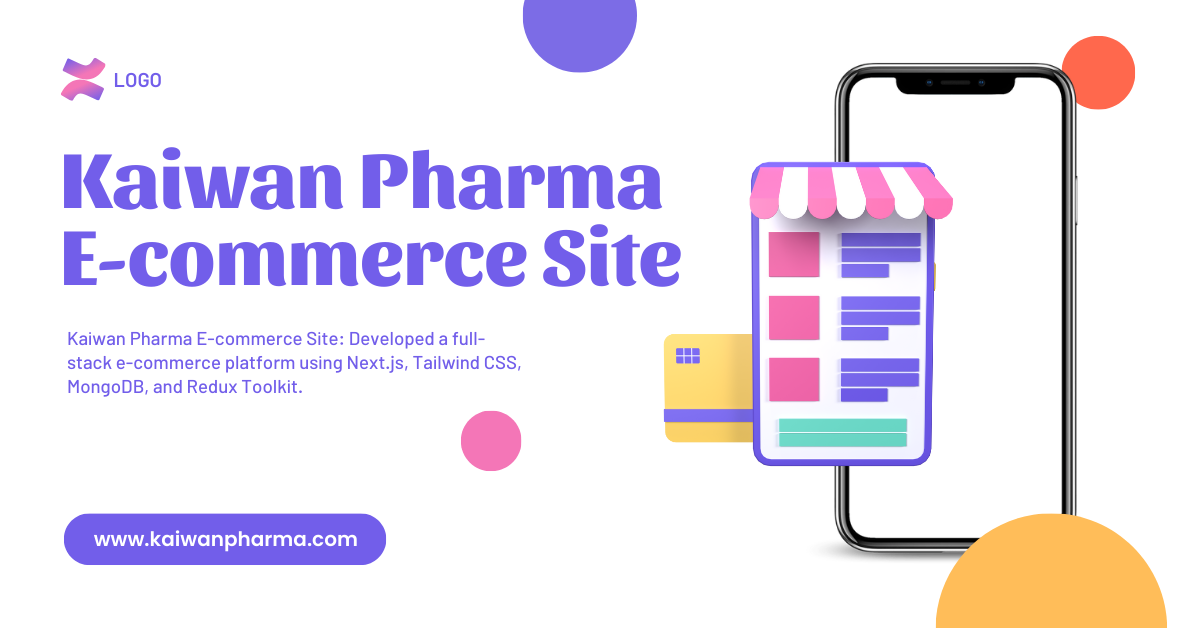 LOGO
Kaiwan Pharma
E-commerce Site
Kaiwan Pharma E-commerce Site: Developed a full-
stack e-commerce platform using Next.js, Tailwind CSS,
MongoDB, and Redux Toolkit.
www.kaiwanpharma.com